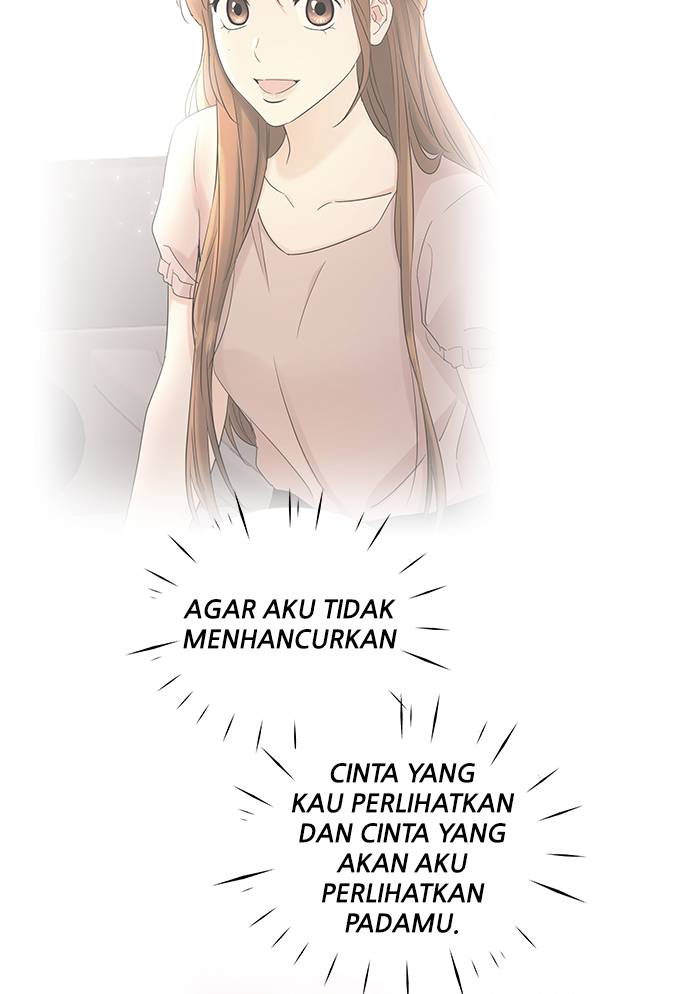 AGAR AKU TIDAK
MENHANCURKAN
CINTA YANG
KAU PERLIHATKAN
DAN CINTA YANG
AKAN AKU
PERLIHATKAN
PADAMU.